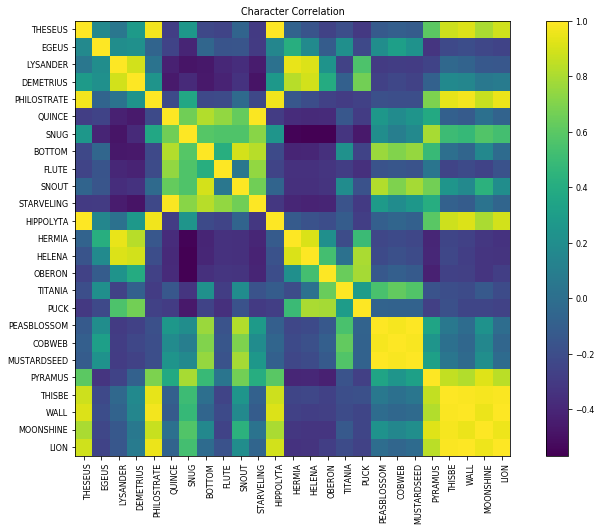 Character Correlation
THESEUS
EGEUS
LYSANDER
DEMETRIUS
PHILOSTRATE
QUINCE
SNUG
BOTTOM
FLUTE
SNOUT
STARVELING
HIPPOLYTA
HERMIA
HELENA
OBERON
TITANIA
PUCK
PEASBLOSSOM
COBWEB
MUSTARDSEED
PYRAMUS
THISBE
WALL
MOONSHINE
LION
THESEUS
EGEUS
LYSANDER
DEMETRIUS
PHILOSTRATE
QUINCE
SNUG
BOTTOM
FLUTE
SNOUT
STARVELING
HIPPOLYTA
HERMIA
HELENA
OBERON
TITANIA
PUCK
PEASBLOSSOM
COBWEB
MUSTARDSEED
PYRAMUS
THISBE
WALL
MOONSHINE
LION
1.0
0.8
0.6
0.4
0.2
0.0
−0.2
−0.4